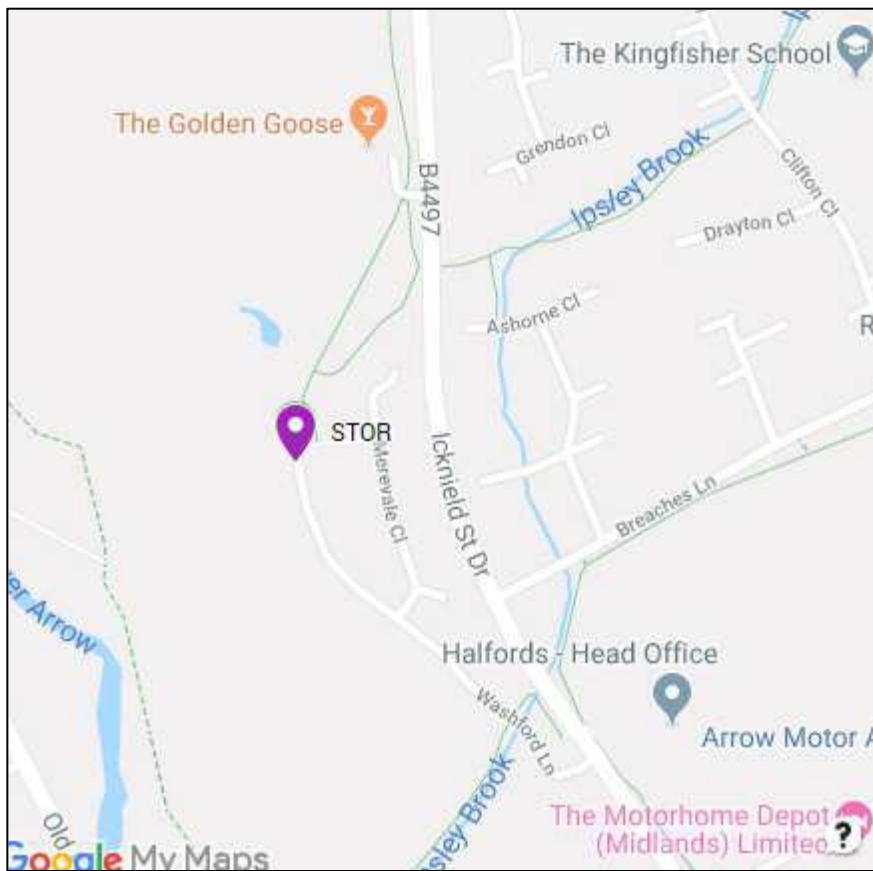 The Kingfisher School
The Golden Goose
Grendon Cl
B4497
Ipsley Brook
Clifton Cl
Drayton Cl
Ashorne Cl
R
STOR
Merevale Cl
Icknield St Dr
Breaches Ln
er Arrow
Halfords - Head Office
Washford Ln
Arrow Motor A
The Motorhome Depot
(Midlands) Limited
?
Old
sley Brook
Google My Maps